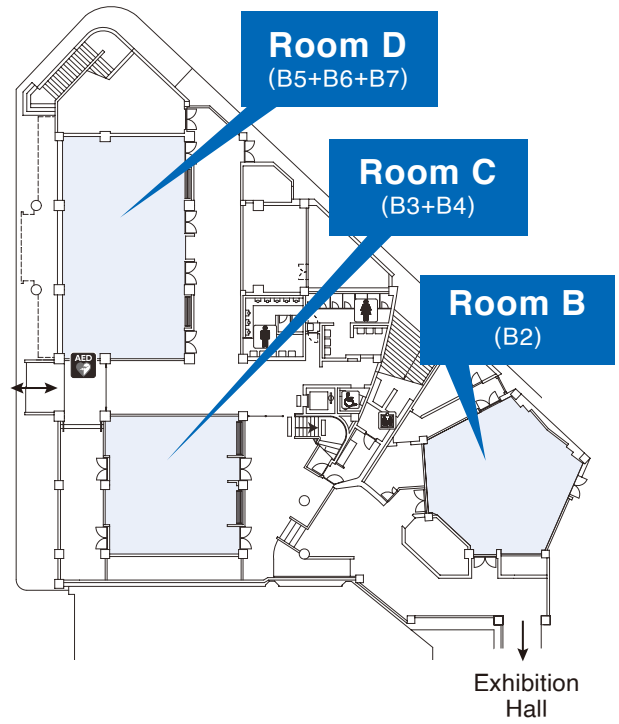 Room D
(B5+B6+B7)
Room C
(B3+B4)
Room B
(B2)
AED
Exhibition
Hall